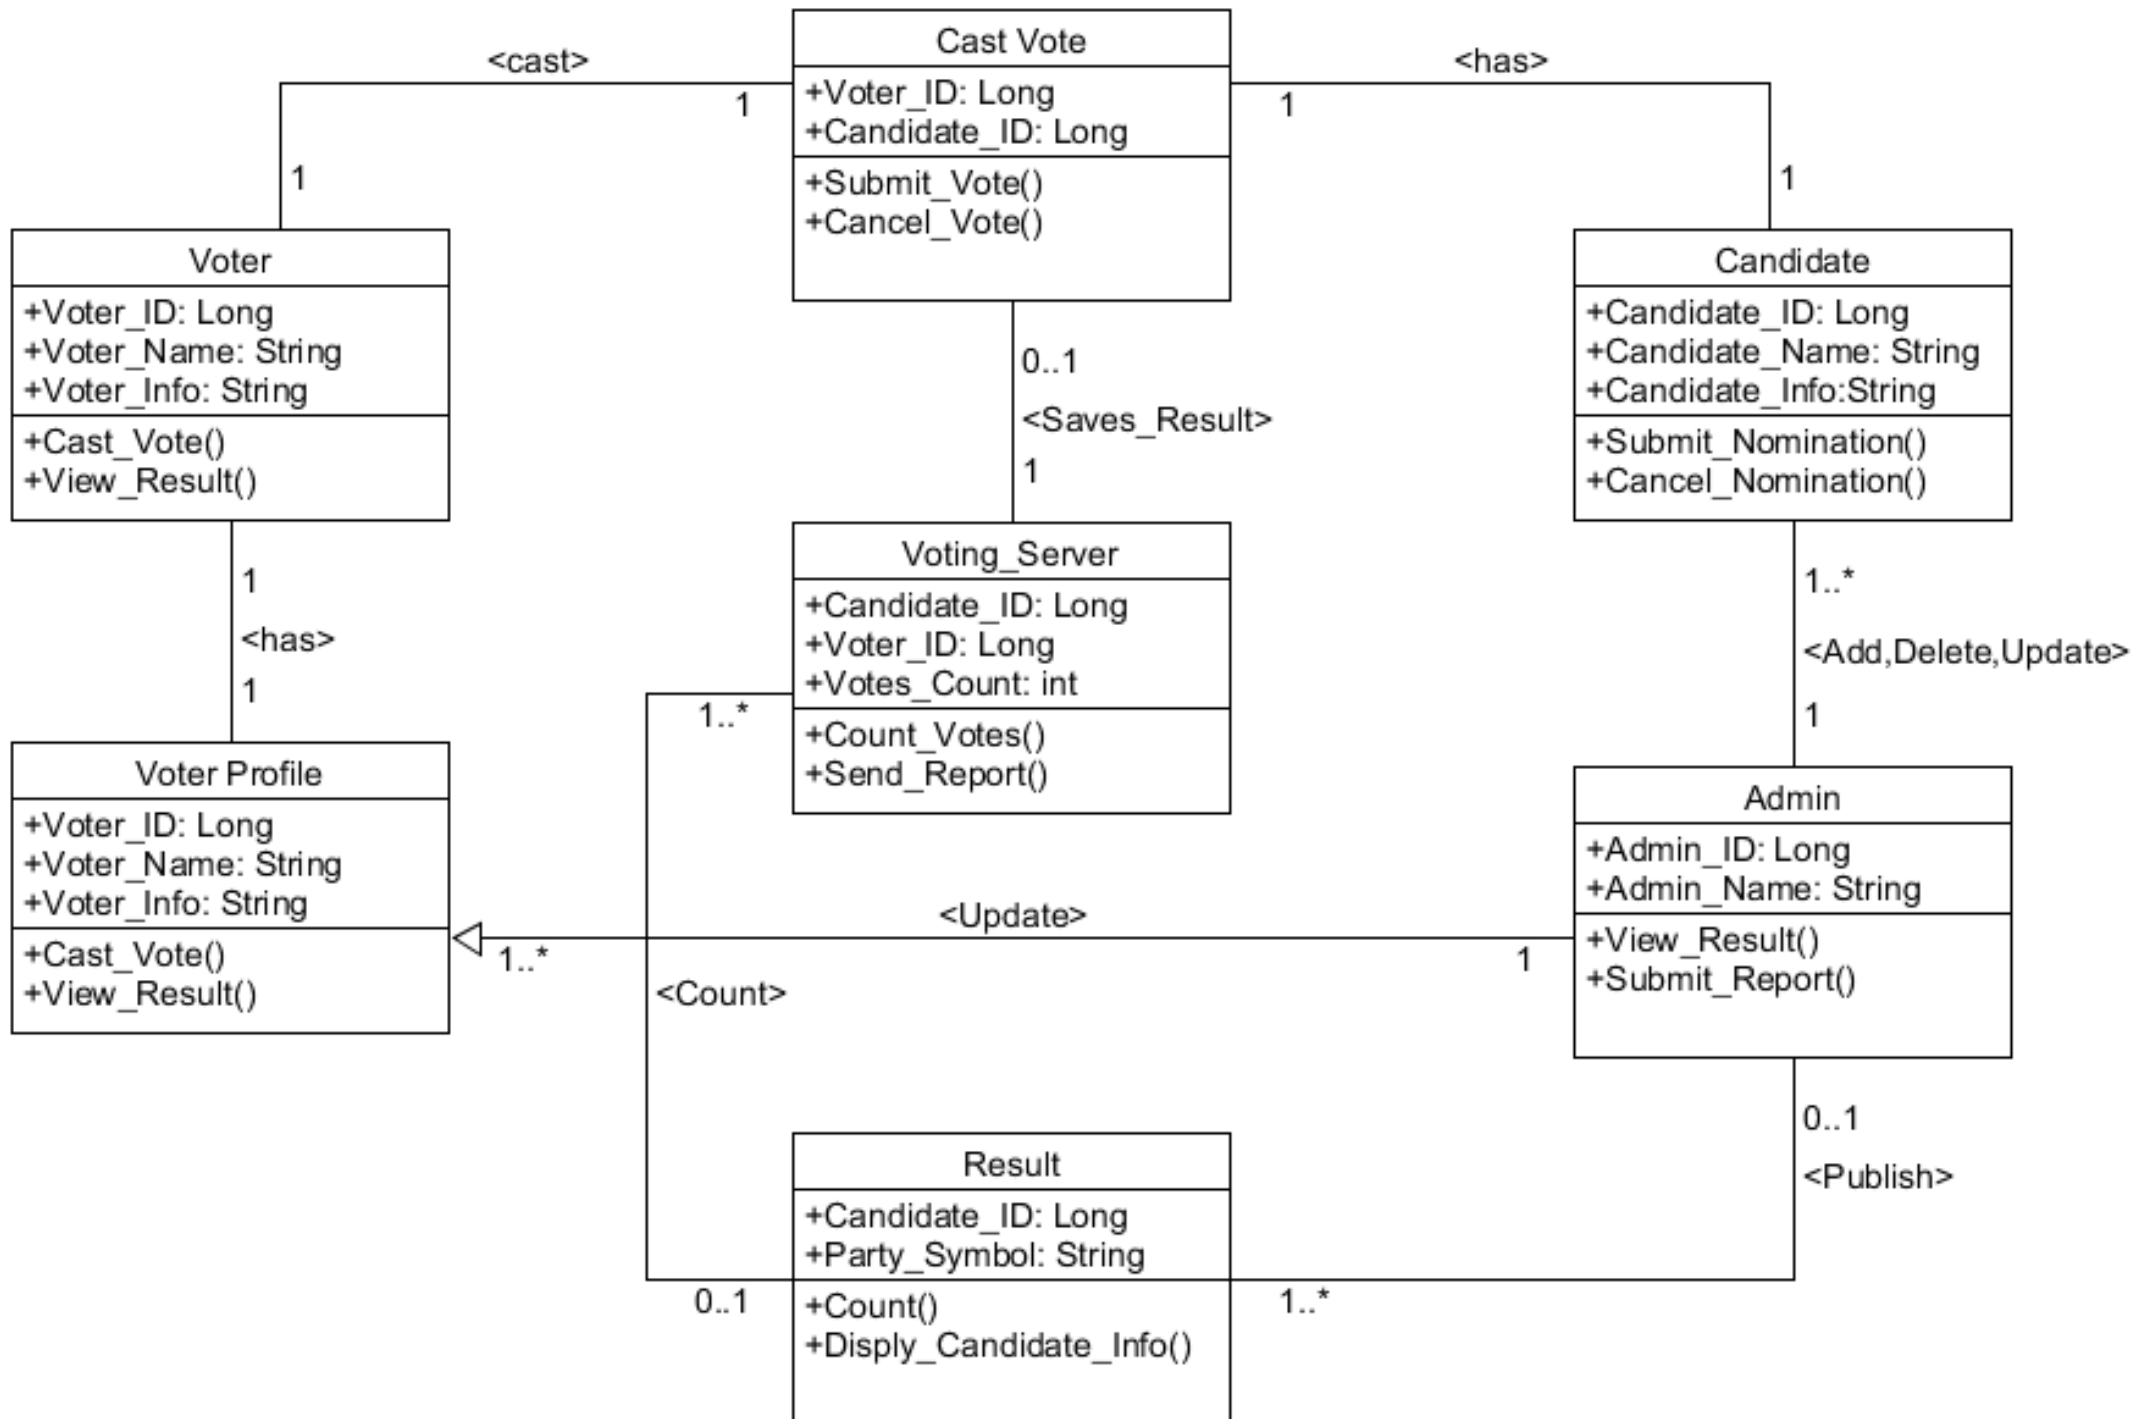 Cast Vote
+Voter_ID: Long
+Candidate_ID: Long
+Submit_Vote()
+Cancel_Vote()
<cast>
1
1
<has>
1
1
Voter
+Voter_ID: Long
+Voter_Name: String
+Voter_Info: String
+Cast_Vote()
+View_Result()
Candidate
+Candidate_ID: Long
+Candidate_Name: String
+Candidate_Info:String
+Submit_Nomination()
+Cancel_Nomination()
0..1
<Saves_Result>
1
1
<has>
1
Voting_Server
+Candidate_ID: Long
+Voter_ID: Long
+Votes_Count: int
+Count_Votes()
+Send_Report()
1..*
<Add,Delete,Update>
1
1..*
Voter Profile
+Voter_ID: Long
+Voter_Name: String
+Voter_Info: String
+Cast_Vote()
+View_Result()
Admin
+Admin_ID: Long
+Admin_Name: String
+View_Result()
+Submit_Report()
<Update>
1..*
1
<Count>
0..1
<Publish>
Result
+Candidate_ID: Long
+Party_Symbol: String
+Count()
+Disply_Candidate_Info()
0..1
1..*